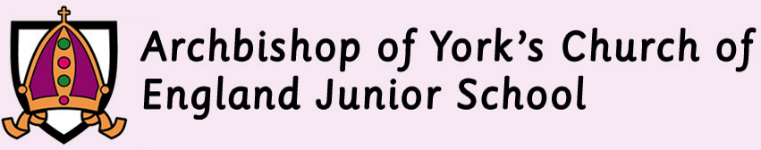 Archbishop of York's Church of
England Junior School